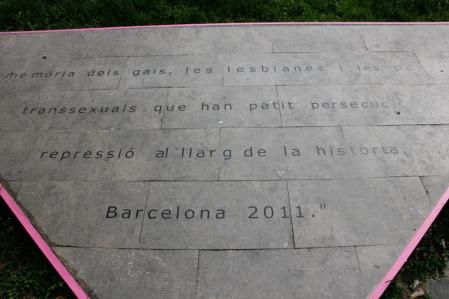 memòria dels gais, les lesbianes i les
transsexuals que han patit
repressió al llarg de la història.
Barcelona 2011."